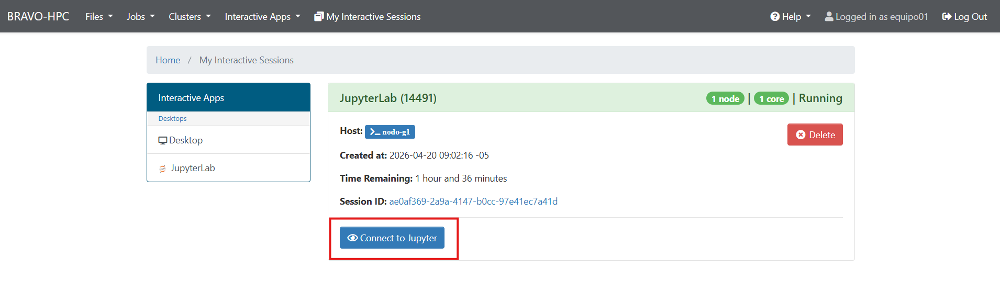 BRAVO-HPC Files Jobs Clusters Interactive Apps My Interactive Sessions Help Logged in as equipo01 Log Out
Home / My Interactive Sessions
Interactive Apps
Desktops
Desktop
JupyterLab
JupyterLab (14491) 1 node | 1 core | Running
Host: >_ nodo-g1
Delete
Created at: 2026-04-20 09:02:16 -05
Time Remaining: 1 hour and 36 minutes
Session ID: ae0af369-2a9a-4147-b0cc-97e41ec7a41d
Connect to Jupyter